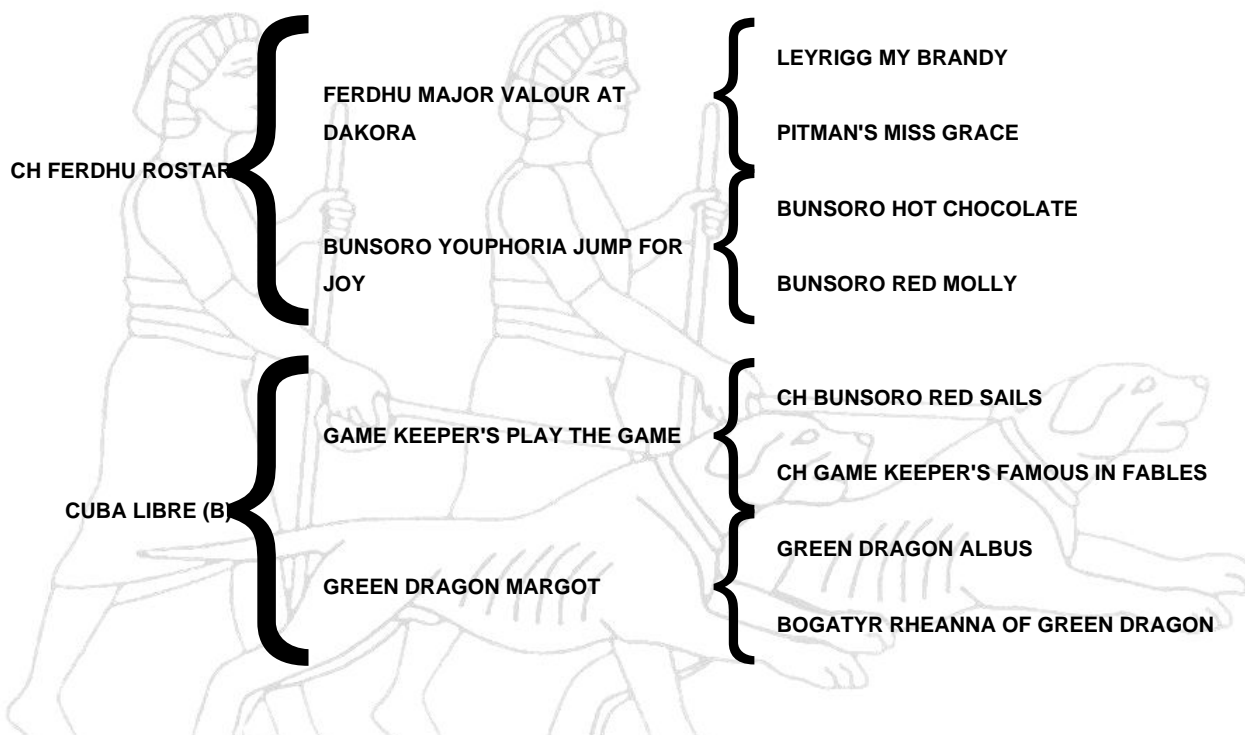 LEYRIGG MY BRANDY
FERDHU MAJOR VALOUR AT
DAKORA
PITMAN'S MISS GRACE
CH FERDHU ROSTAR
BUNSORO HOT CHOCOLATE
BUNSORO YOUPHORIA JUMP FOR
JOY
BUNSORO RED MOLLY
CH BUNSORO RED SAILS
GAME KEEPER'S PLAY THE GAME
CH GAME KEEPER'S FAMOUS IN FABLES
CUBA LIBRE (B)
GREEN DRAGON ALBUS
GREEN DRAGON MARGOT
BOGATYR RHEANNA OF GREEN DRAGON